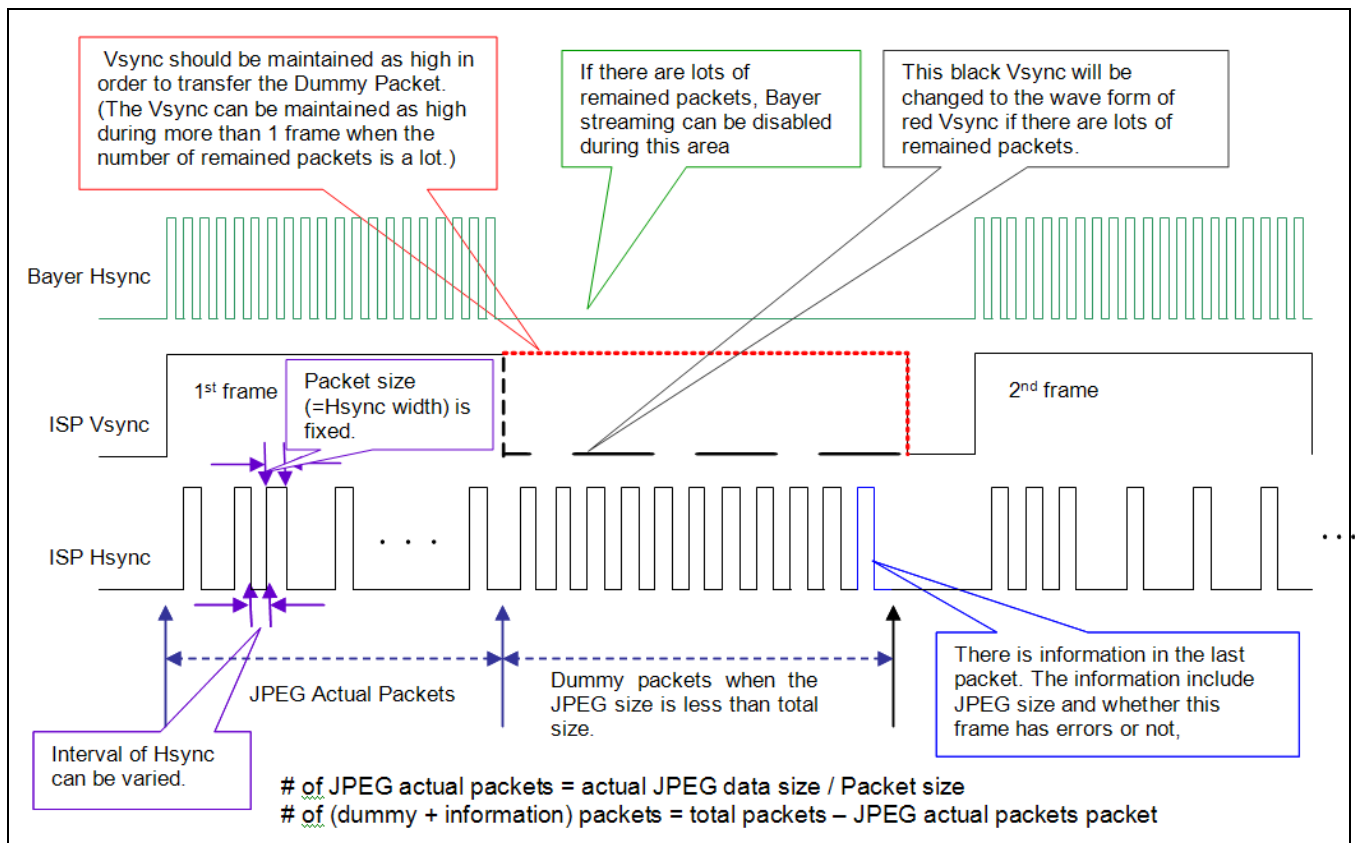 Vsync should be maintained as high in
order to transfer the Dummy Packet.
(The Vsync can be maintained as high
during more than 1 frame when the
number of remained packets is a lot.)
If there are lots of
remained packets, Bayer
streaming can be disabled
during this area
This black Vsync will be
changed to the wave form of
red Vsync if there are lots of
remained packets.
Bayer Hsync
ISP Vsync
1st frame
Packet size
(=Hsync width) is
fixed.
2nd frame
ISP Hsync
. . .
. . .
JPEG Actual Packets
Dummy packets when the
JPEG size is less than total
size.
There is information in the last
packet. The information include
JPEG size and whether this
frame has errors or not,
Interval of Hsync
can be varied.
# of JPEG actual packets = actual JPEG data size / Packet size
# of (dummy + information) packets = total packets – JPEG actual packets packet